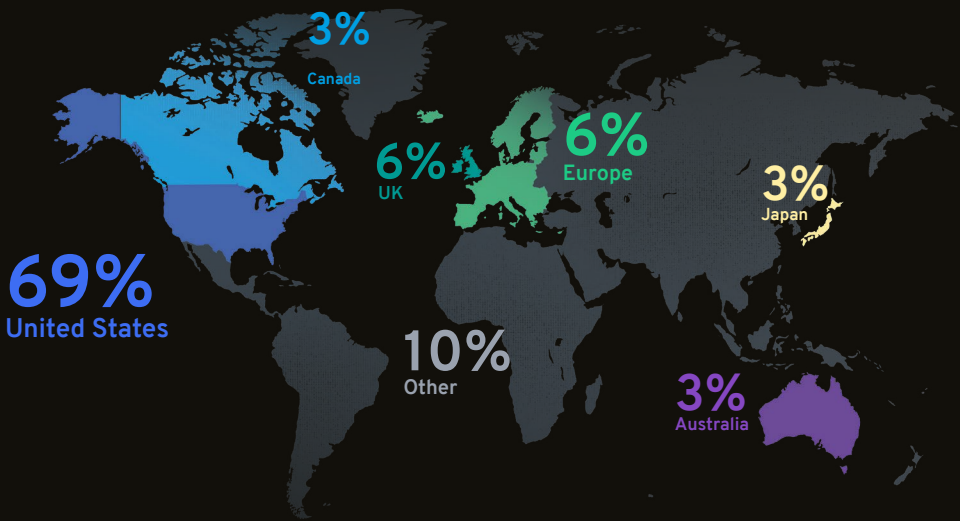 3%
Canada
6%
UK
6%
Europe
3%
Japan
69%
United States
10%
Other
3%
Australia